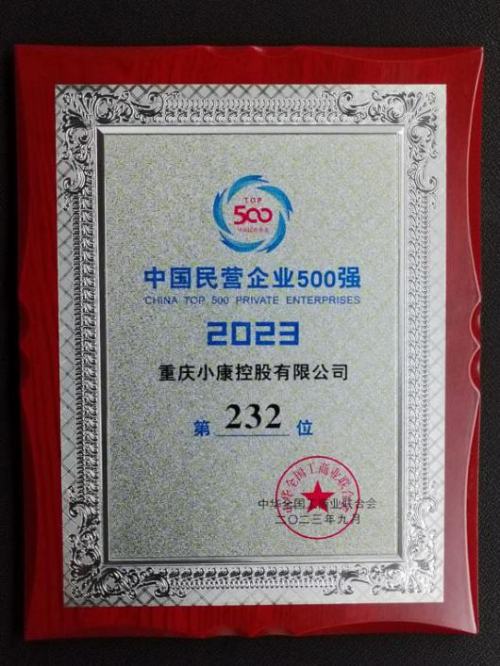 TOP
500
中国民营企业500强
CHINA TOP 500 PRIVATE ENTERPRISES
2023
重庆小康控股有限公司
第 232 位
中华全国工商业联合会
二〇二三年九月